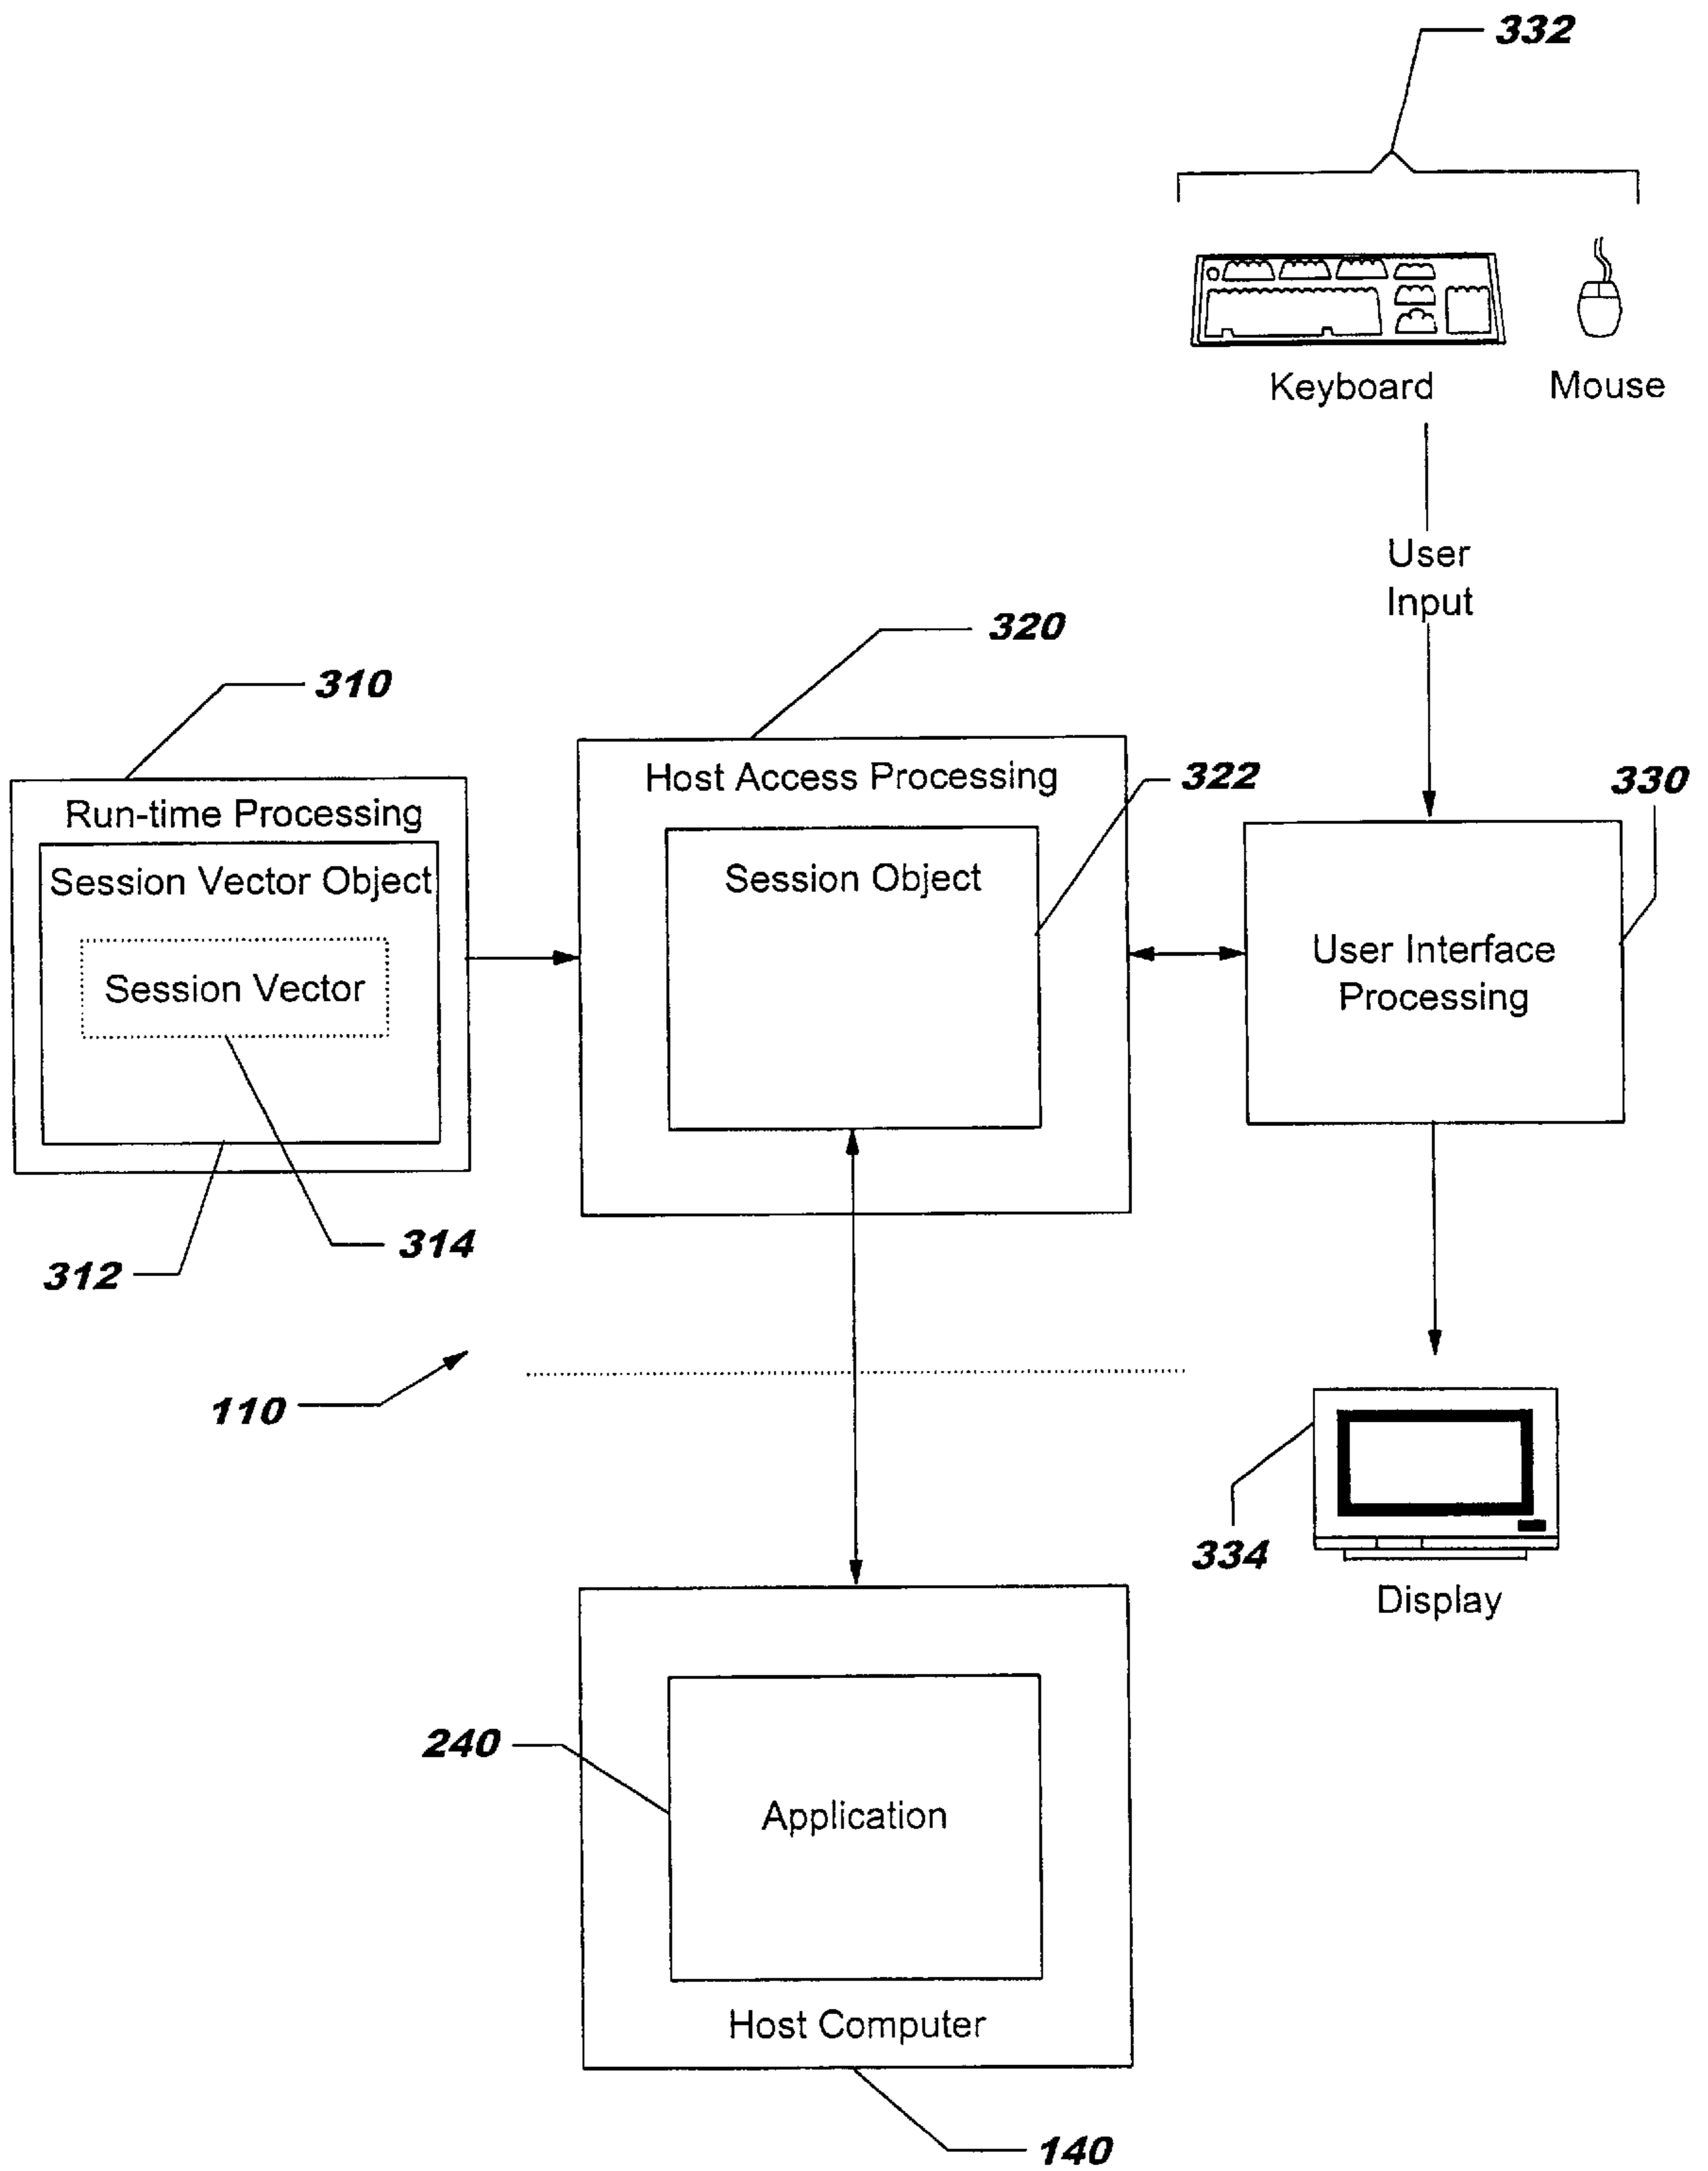 332
Keyboard
Mouse
User
Input
320
310
Host Access Processing
322
330
Run-time Processing
Session Vector Object
Session Object
Session Vector
User Interface
Processing
314
312
110
334
Display
240
Application
Host Computer
140